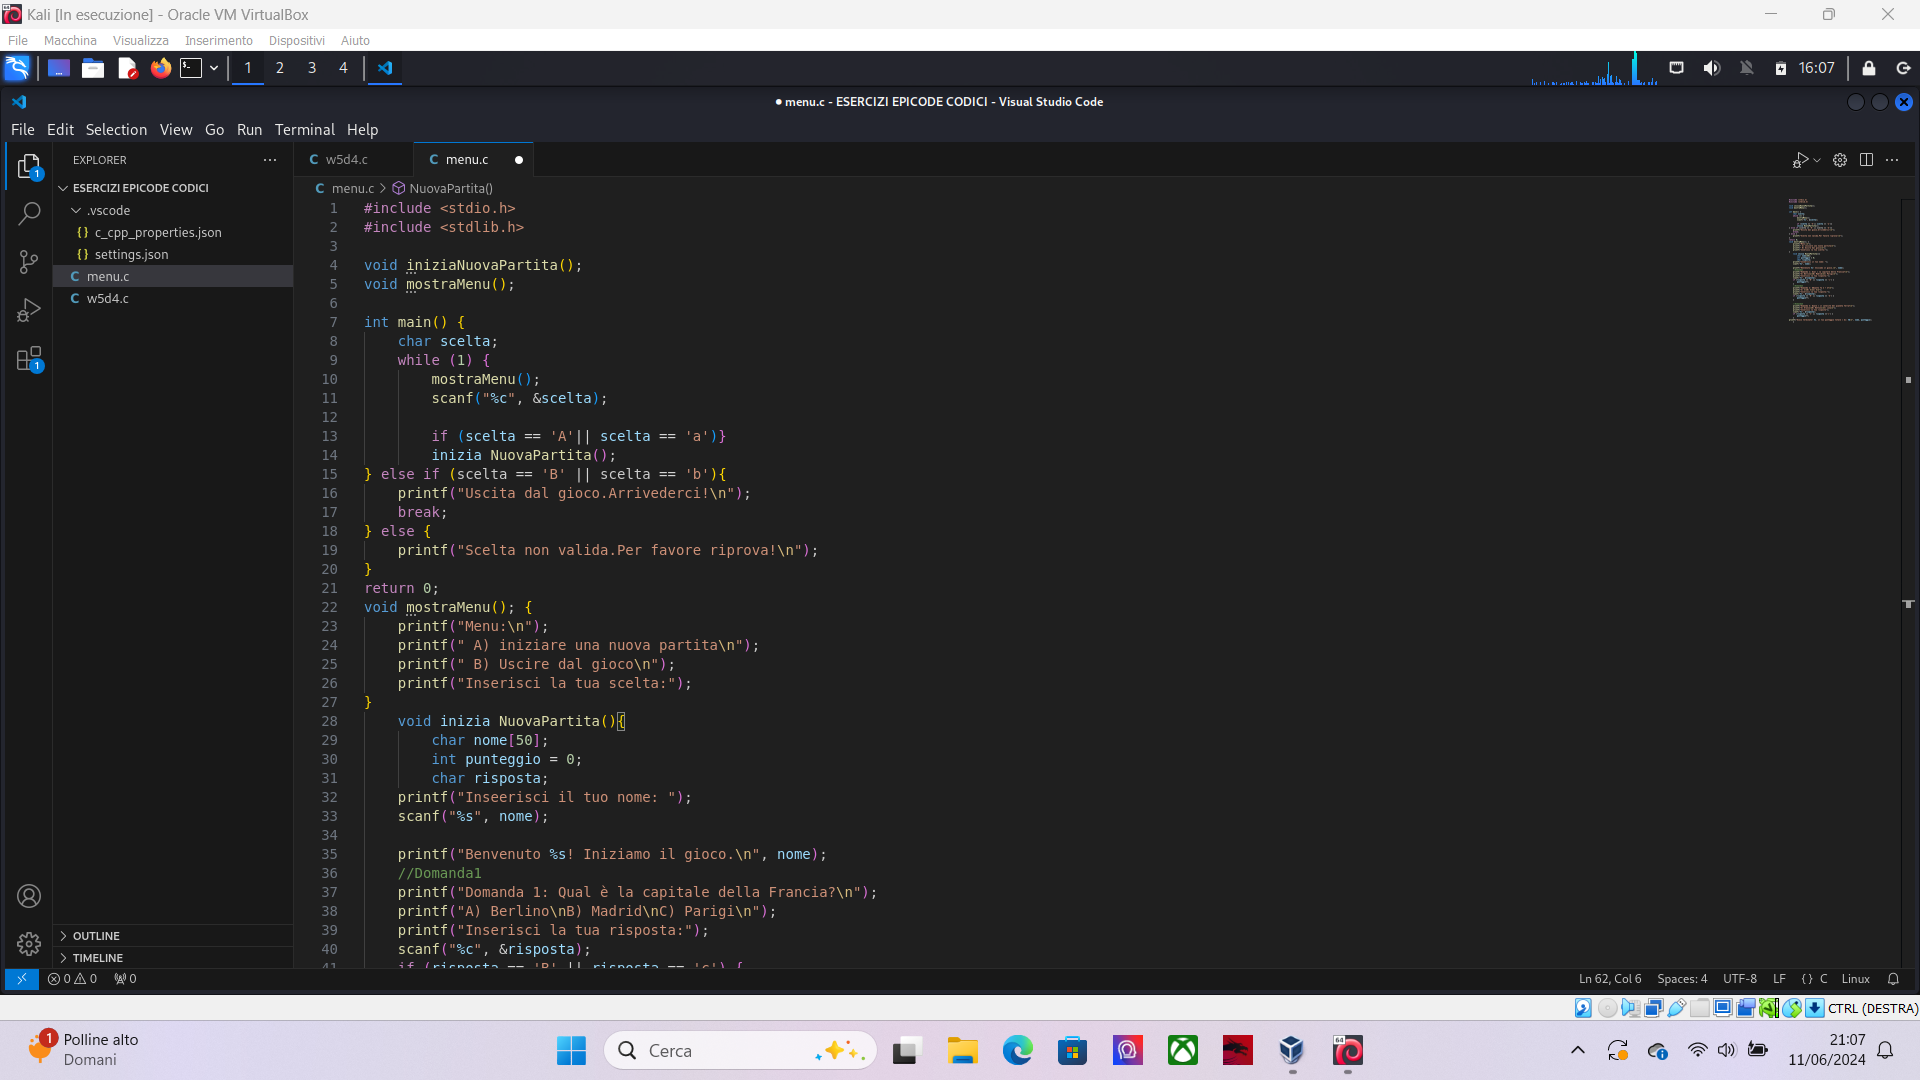 Kali [In esecuzione] - Oracle VM VirtualBox
File Macchina Visualizza Inserimento Dispositivi Aiuto
1 2 3 4 16:07
● menu.c - ESERCIZI EPICODE CODICI - Visual Studio Code
File Edit Selection View Go Run Terminal Help
EXPLORER
ESERCIZI EPICODE CODICI
.vscode
{} c_cpp_properties.json
{} settings.json
C menu.c
C w5d4.c
OUTLINE
TIMELINE
1
1
C w5d4.c C menu.c
C menu.c > NuovaPartita()
1 #include <stdio.h>
2 #include <stdlib.h>
3
4 void iniziaNuovaPartita();
5 void mostraMenu();
6
7 int main() {
8 char scelta;
9 while (1) {
10 mostraMenu();
11 scanf("%c", &scelta);
12
13 if (scelta == 'A'|| scelta == 'a')}
14 inizia NuovaPartita();
15 } else if (scelta == 'B' || scelta == 'b'){
16 printf("Uscita dal gioco.Arrivederci!\n");
17 break;
18 } else {
19 printf("Scelta non valida.Per favore riprova!\n");
20 }
21 return 0;
22 void mostraMenu(); {
23 printf("Menu:\n");
24 printf(" A) iniziare una nuova partita\n");
25 printf(" B) Uscire dal gioco\n");
26 printf("Inserisci la tua scelta:");
27 }
28 void inizia NuovaPartita(){
29 char nome[50];
30 int punteggio = 0;
31 char risposta;
32 printf("Inseerisci il tuo nome: ");
33 scanf("%s", nome);
34
35 printf("Benvenuto %s! Iniziamo il gioco.\n", nome);
36 //Domanda1
37 printf("Domanda 1: Qual è la capitale della Francia?\n");
38 printf("A) Berlino\nB) Madrid\nC) Parigi\n");
39 printf("Inserisci la tua risposta:");
40 scanf("%c", &risposta);
0 0 0 Ln 62, Col 6 Spaces: 4 UTF-8 LF {} C Linux
CTRL (DESTRA)
1 Polline alto
Domani
Cerca
64
21:07
11/06/2024